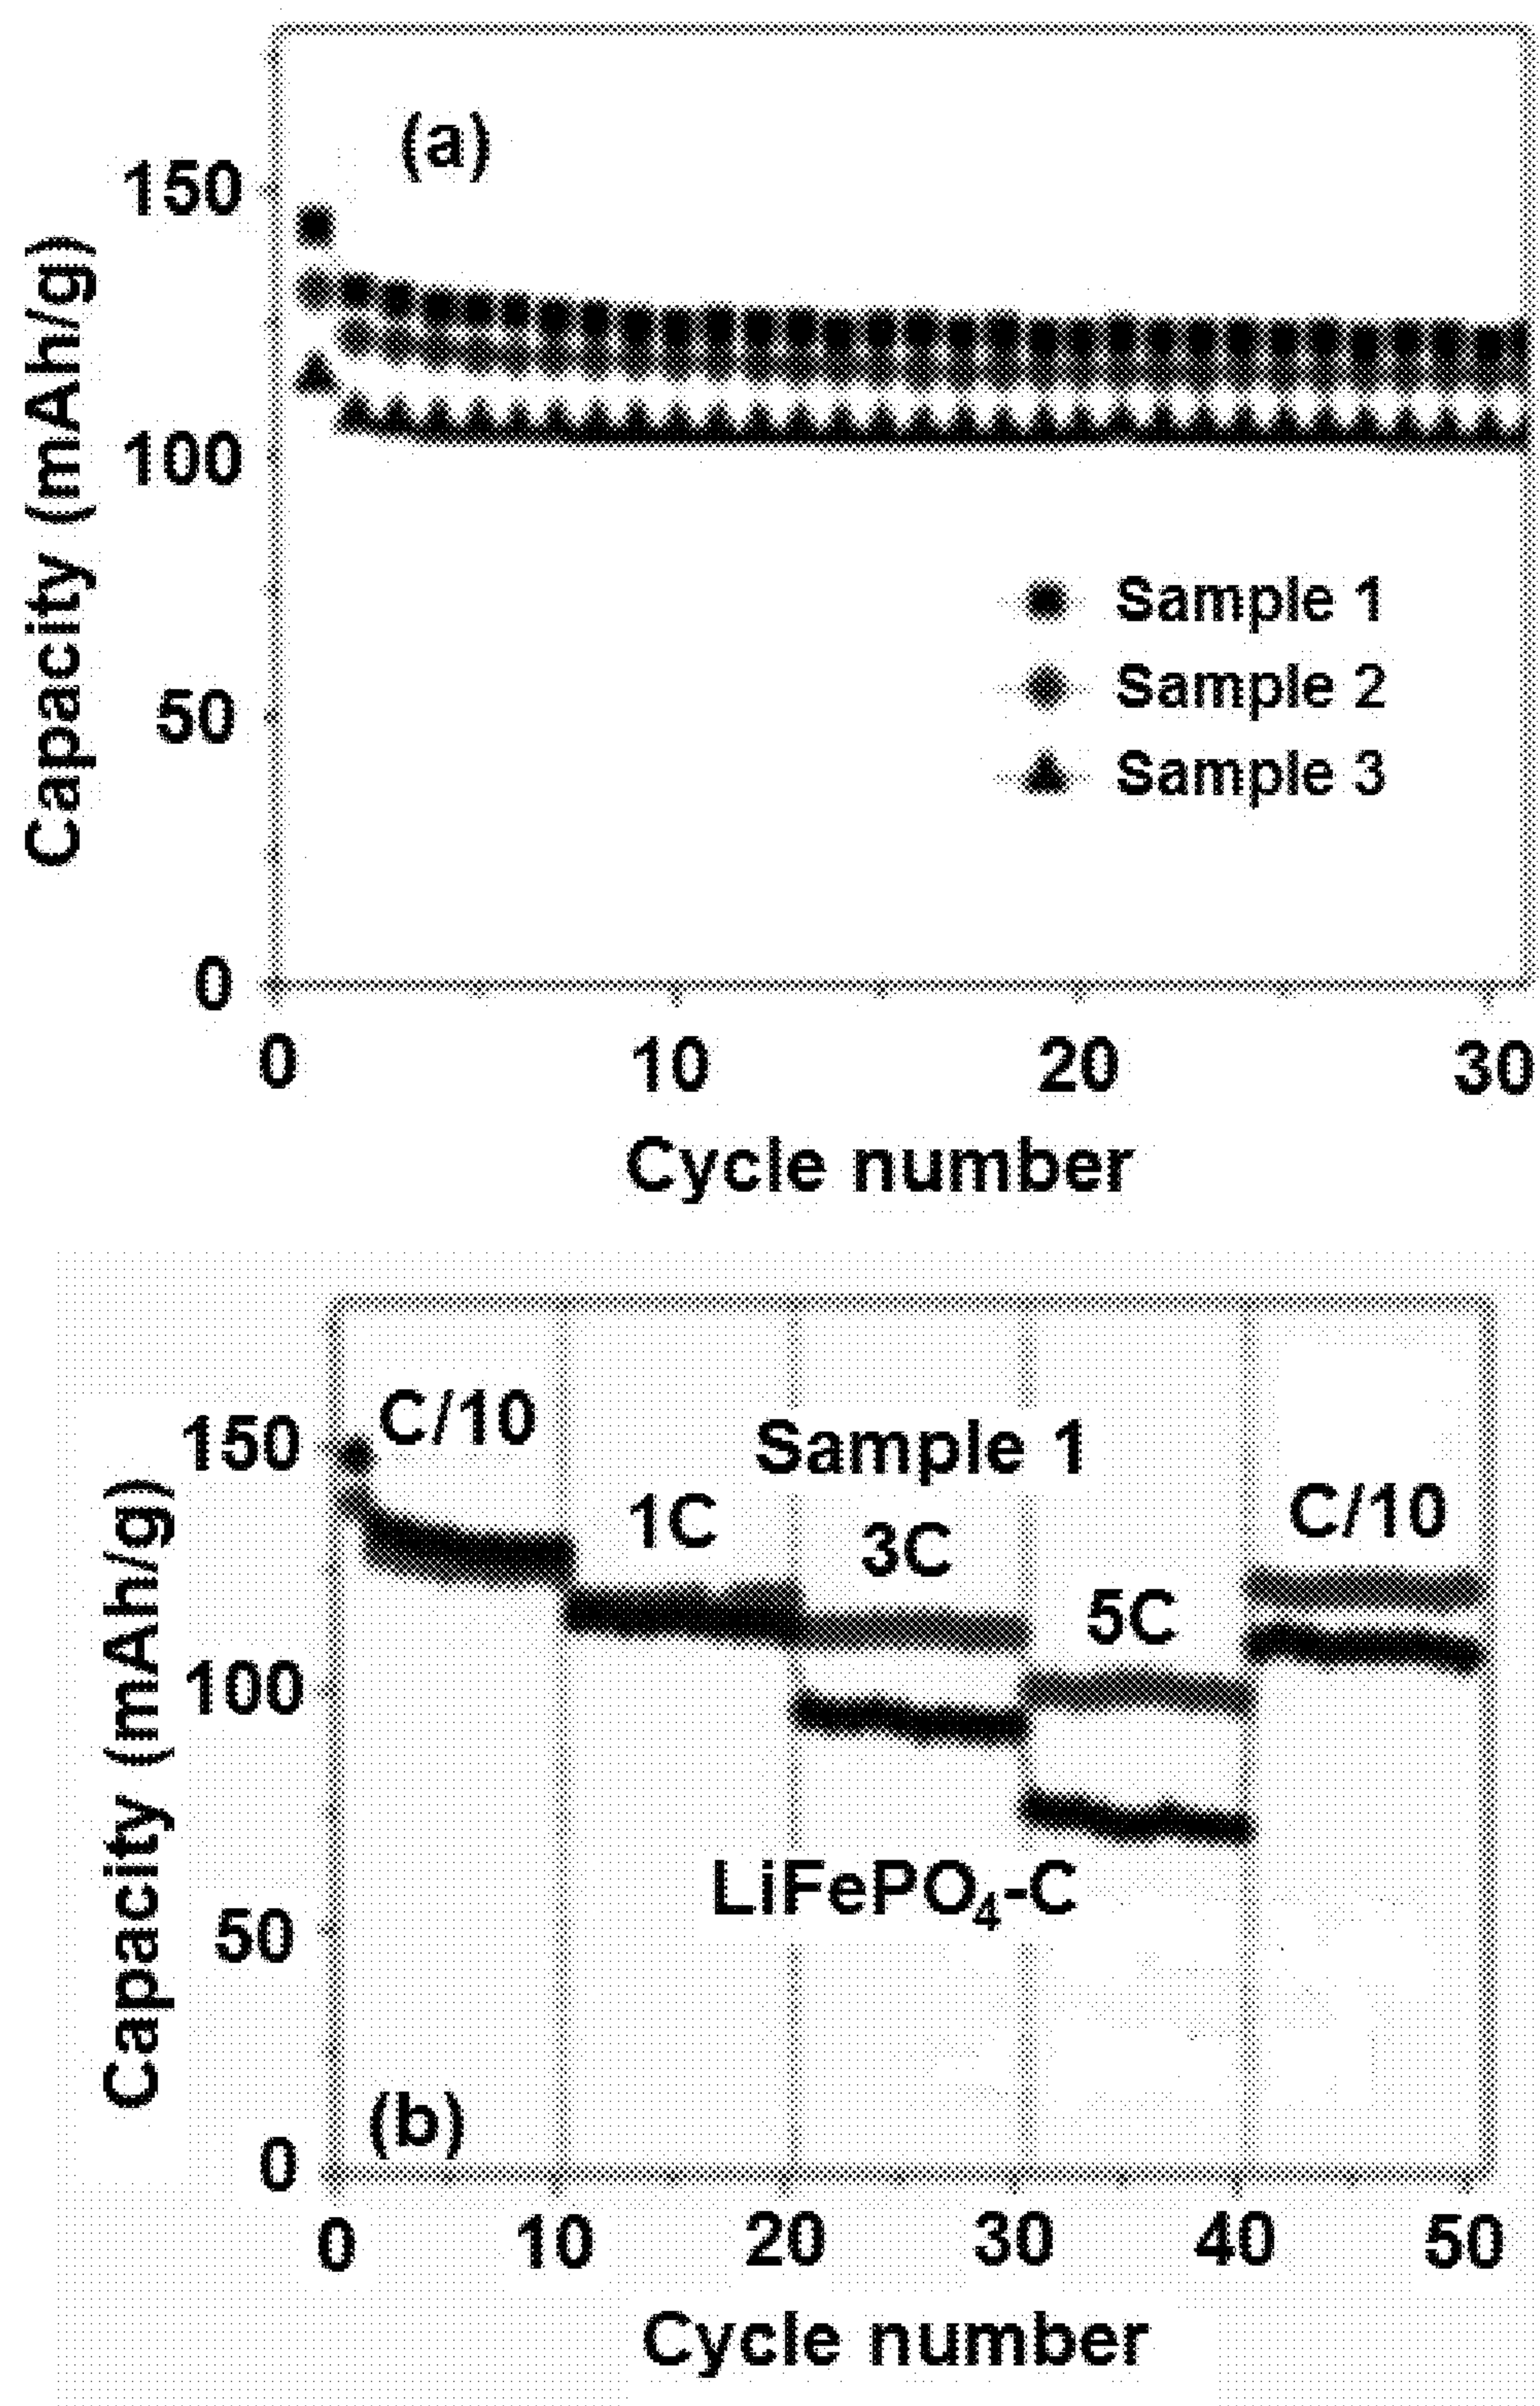 (a)
150
100
50
0
Capacity (mAh/g)
Sample 1
Sample 2
Sample 3
0 10 20 30
Cycle number
C/10
Sample 1
1C
3C
5C
C/10
150
100
50
0
Capacity (mAh/g)
LiFePO₄-C
(b)
0 10 20 30 40 50
Cycle number